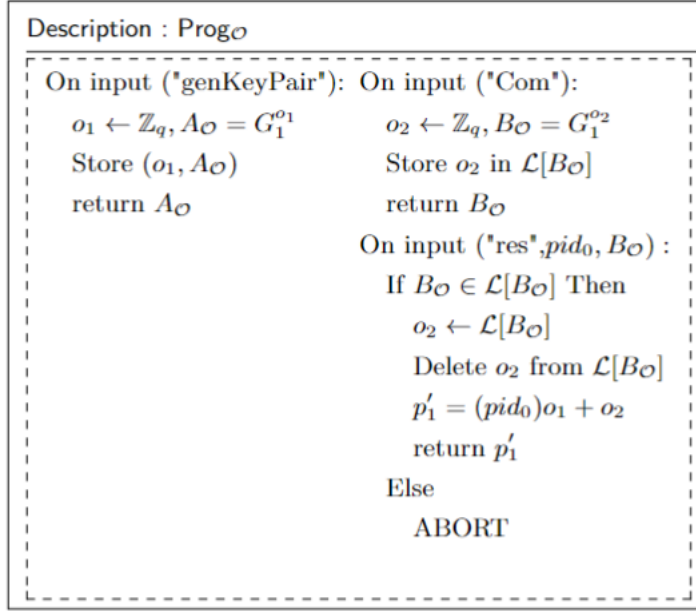 Description : Prog𝒪
On input ("genKeyPair"):
o₁ ← ℤq, A𝒪 = G₁^o₁
Store (o₁, A𝒪)
return A𝒪
On input ("Com"):
o₂ ← ℤq, B𝒪 = G₁^o₂
Store o₂ in ℒ[B𝒪]
return B𝒪
On input ("res",pid₀, B𝒪) :
If B𝒪 ∈ ℒ[B𝒪] Then
o₂ ← ℒ[B𝒪]
Delete o₂ from ℒ[B𝒪]
p′₁ = (pid₀)o₁ + o₂
return p′₁
Else
ABORT